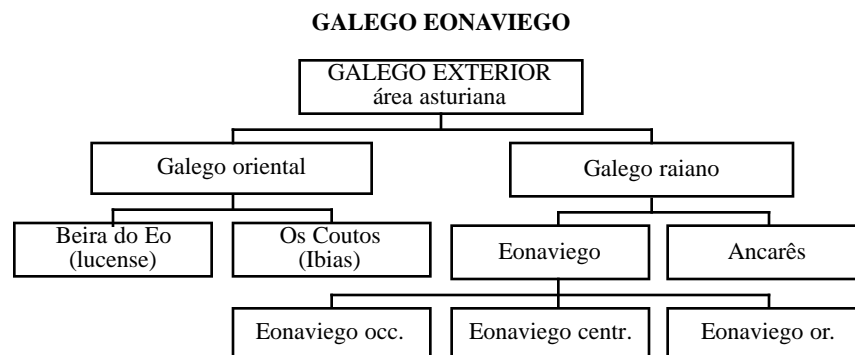 GALEGO EONAVIEGO
GALEGO EXTERIOR
área asturiana
Galego oriental
Galego raiano
Beira do Eo
(lucense)
Os Coutos
(Ibias)
Eonaviego
Ancarês
Eonaviego occ.
Eonaviego centr.
Eonaviego or.